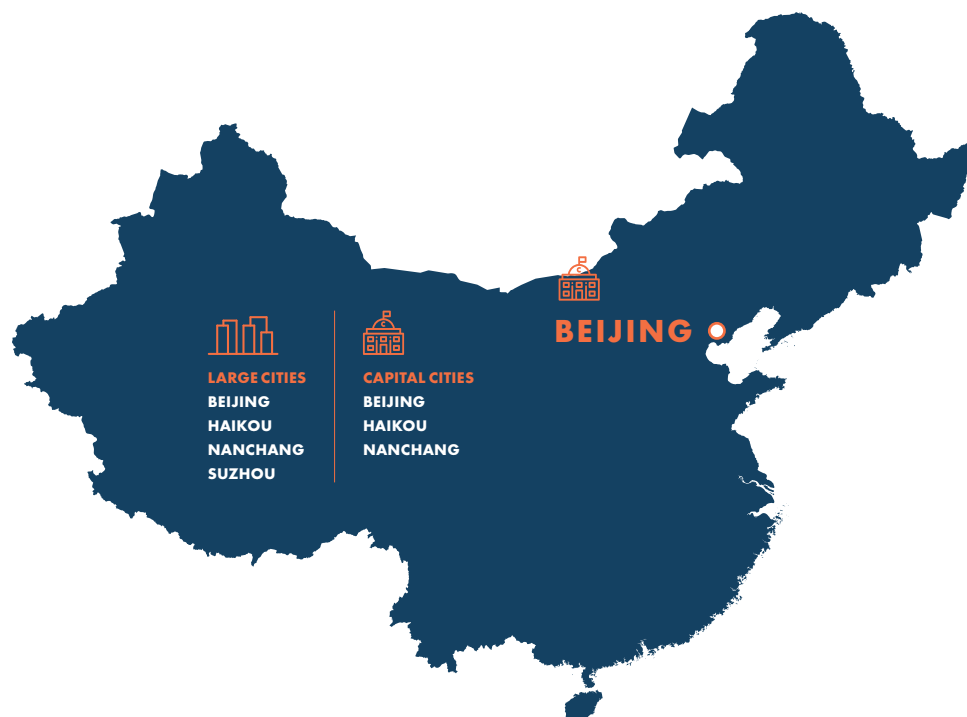 BEIJING
LARGE CITIES
BEIJING
HAIKOU
NANCHANG
SUZHOU
CAPITAL CITIES
BEIJING
HAIKOU
NANCHANG